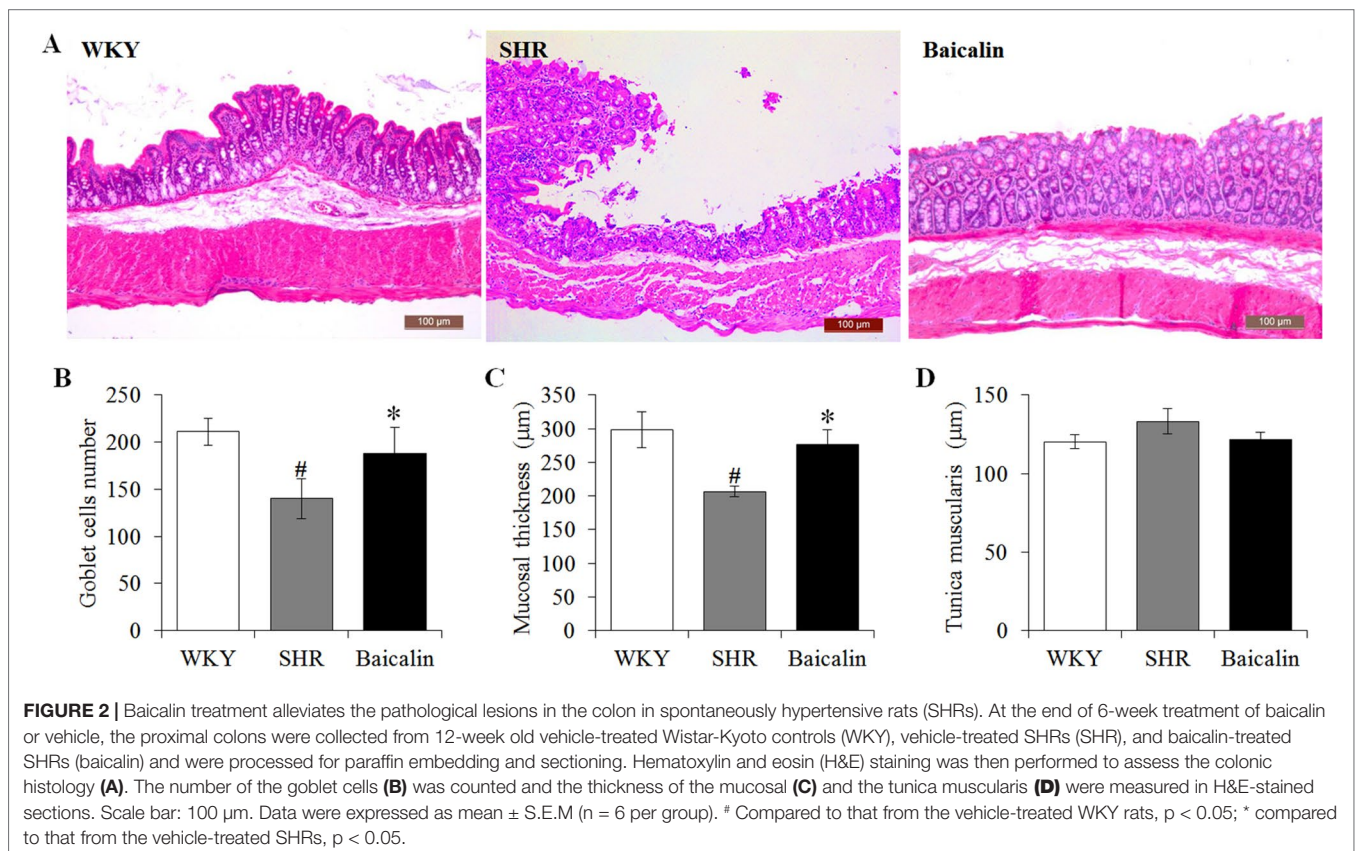 A
WKY
SHR
Baicalin
100 µm
100 µm
100 µm
B
250
200
150
100
50
0
Goblet cells number
#
*
WKY
SHR
Baicalin
C
350
300
250
200
150
100
50
0
Mucosal thickness (µm)
#
*
WKY
SHR
Baicalin
D
150
100
50
0
Tunica muscularis (µm)
WKY
SHR
Baicalin
FIGURE 2 | Baicalin treatment alleviates the pathological lesions in the colon in spontaneously hypertensive rats (SHRs). At the end of 6-week treatment of baicalin
or vehicle, the proximal colons were collected from 12-week old vehicle-treated Wistar-Kyoto controls (WKY), vehicle-treated SHRs (SHR), and baicalin-treated
SHRs (baicalin) and were processed for paraffin embedding and sectioning. Hematoxylin and eosin (H&E) staining was then performed to assess the colonic
histology (A). The number of the goblet cells (B) was counted and the thickness of the mucosal (C) and the tunica muscularis (D) were measured in H&E-stained
sections. Scale bar: 100 µm. Data were expressed as mean ± S.E.M (n = 6 per group). # Compared to that from the vehicle-treated WKY rats, p < 0.05; * compared
to that from the vehicle-treated SHRs, p < 0.05.